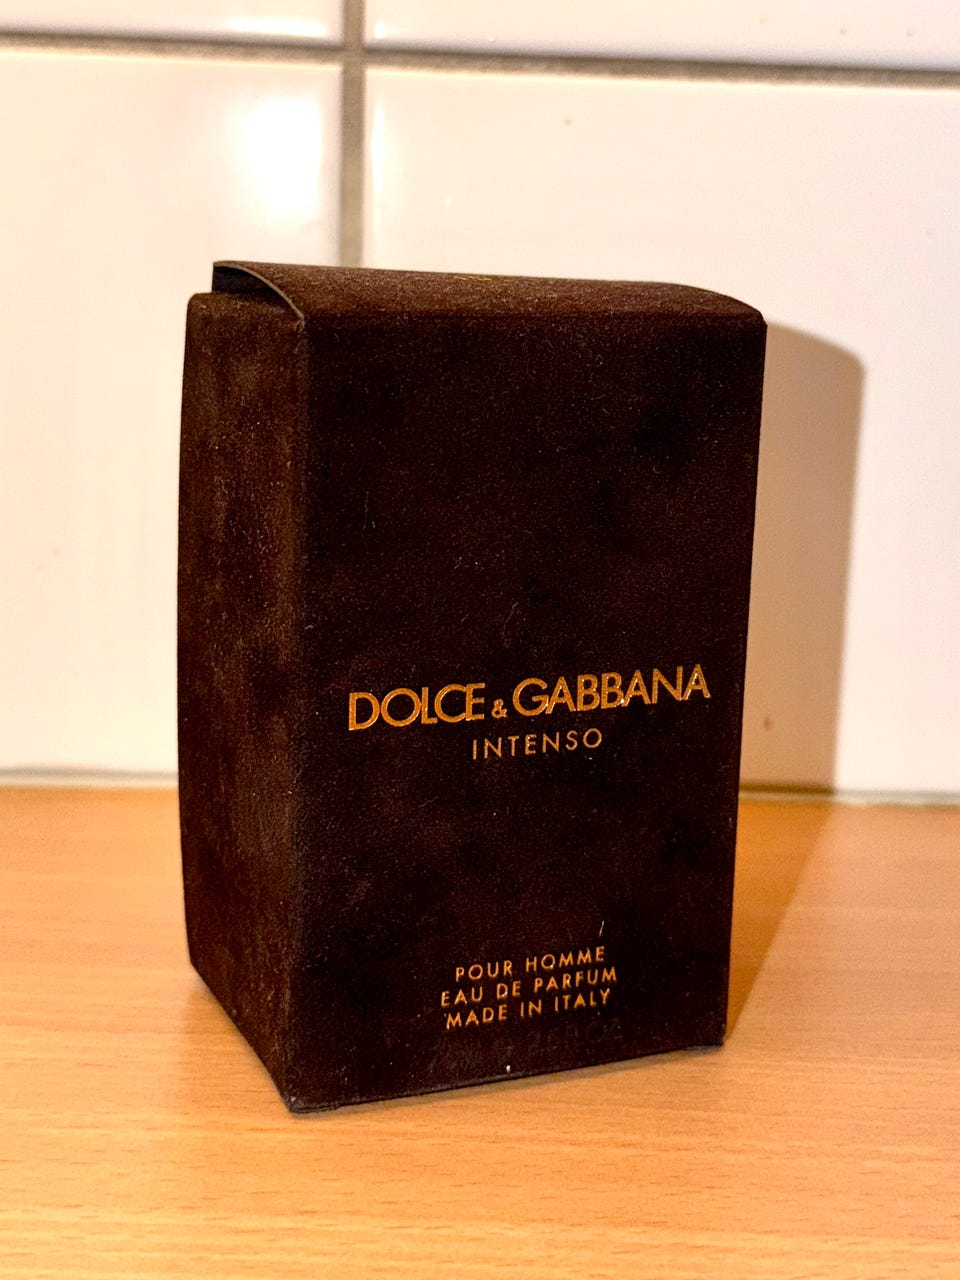 DOLCE & GABBANA
INTENSO
POUR HOMME
EAU DE PARFUM
MADE IN ITALY